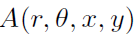 A(r, θ, x, y)